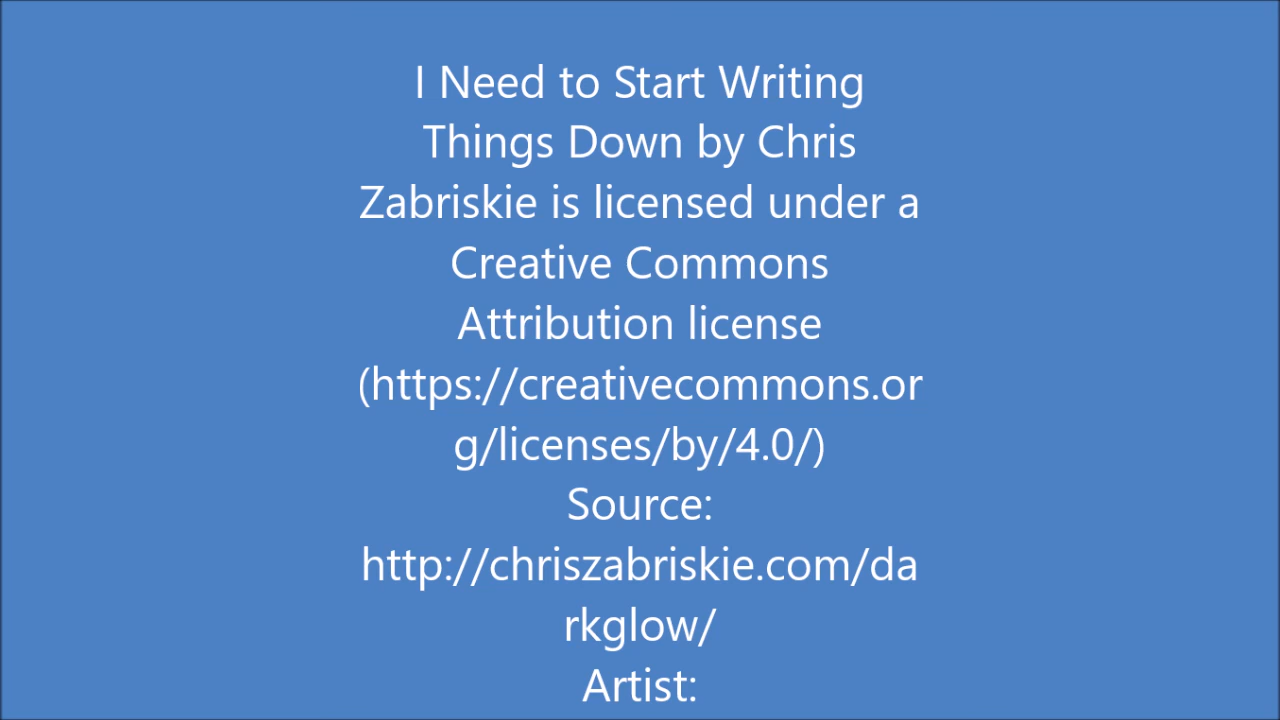 I Need to Start Writing
Things Down by Chris
Zabriskie is licensed under a
Creative Commons
Attribution license
(https://creativecommons.or
g/licenses/by/4.0/)
Source:
http://chriszabriskie.com/da
rkglow/
Artist: